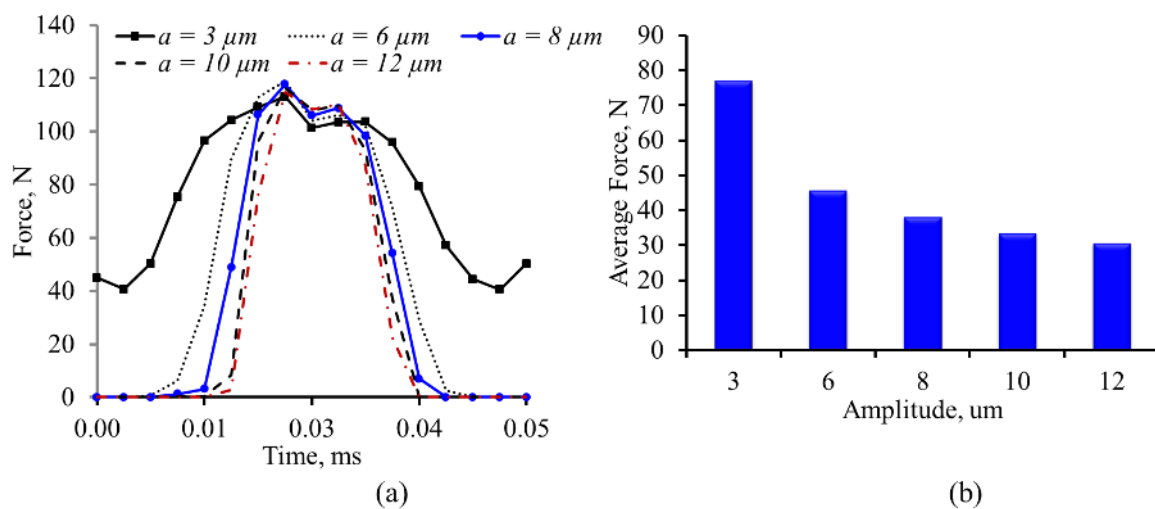 a = 3 µm a = 6 µm a = 8 µm
a = 10 µm a = 12 µm
Force, N
140
120
100
80
60
40
20
0
0.00 0.01 0.03 0.04 0.05
Time, ms
(a)
Average Force, N
90
80
70
60
50
40
30
20
10
0
3 6 8 10 12
Amplitude, um
(b)